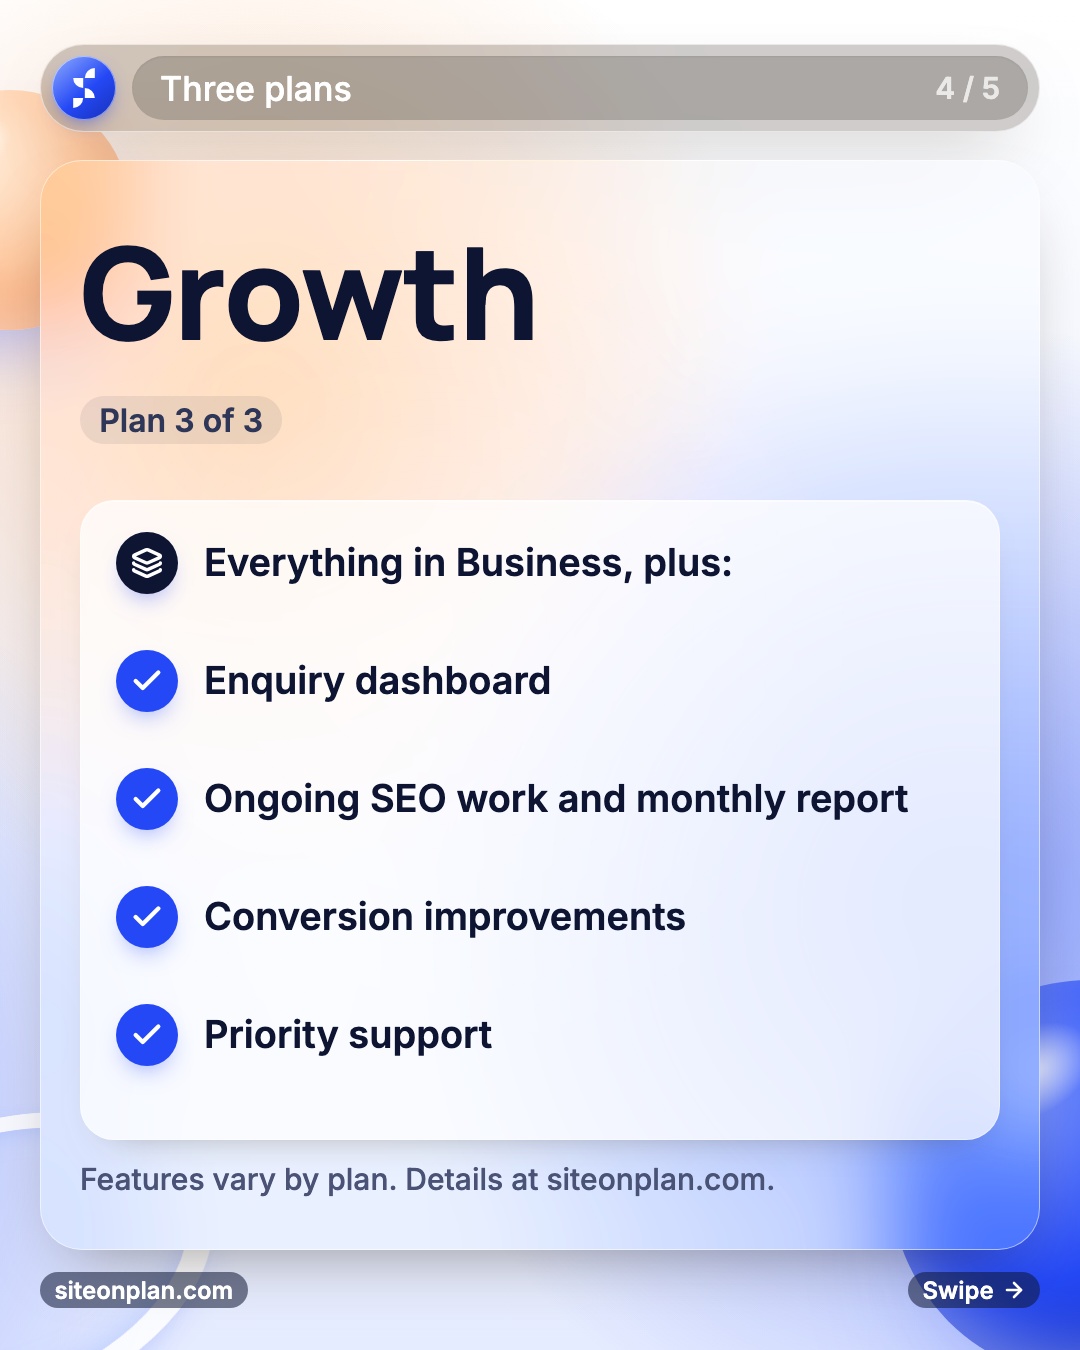 Three plans
4 / 5
Growth
Plan 3 of 3
Everything in Business, plus:
Enquiry dashboard
Ongoing SEO work and monthly report
Conversion improvements
Priority support
Features vary by plan. Details at siteonplan.com.
siteonplan.com
Swipe →